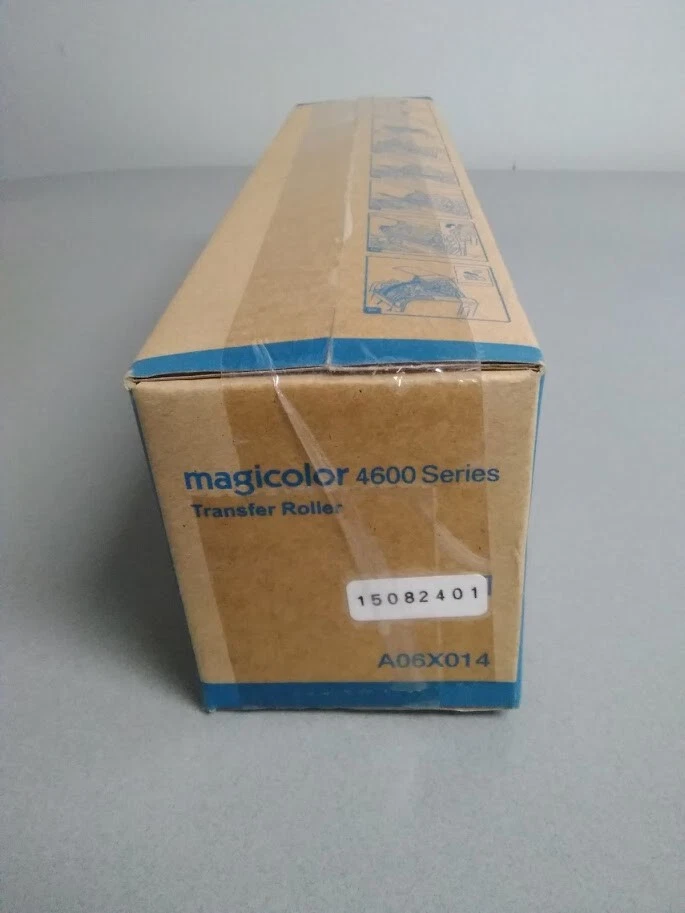 magicolor 4600 Series
Transfer Roller
15082401
A06X014